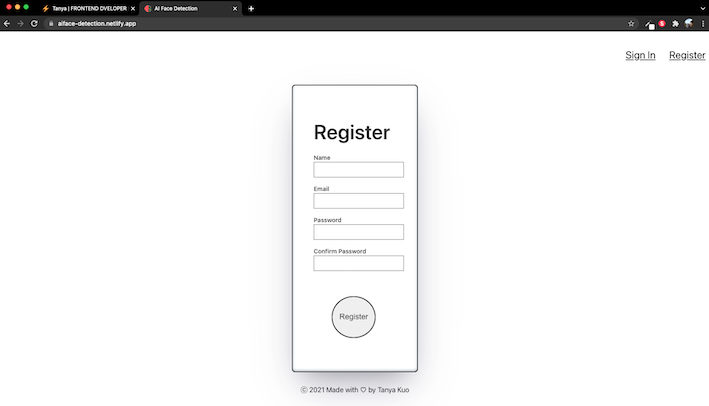 Tanya | FRONTEND DVELOPER
AI Face Detection
aiface-detection.netlify.app
Sign In
Register
Register
Name
Email
Password
Confirm Password
Register
ⓒ 2021 Made with ♡ by Tanya Kuo